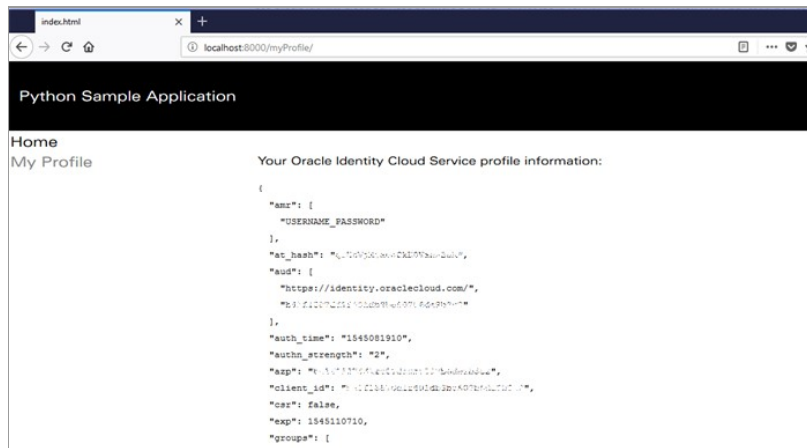 index.html
localhost:8000/myProfile/
Python Sample Application
Home
My Profile
Your Oracle Identity Cloud Service profile information:
{
"amr": [
"USERNAME_PASSWORD"
],
"at_hash": "
"aud": [
"https://identity.oraclecloud.com/",
],
"auth_time": "1545081910",
"authn_strength": "2",
"azp": "
"client_id": "
"csr": false,
"exp": 1545110710,
"groups": [